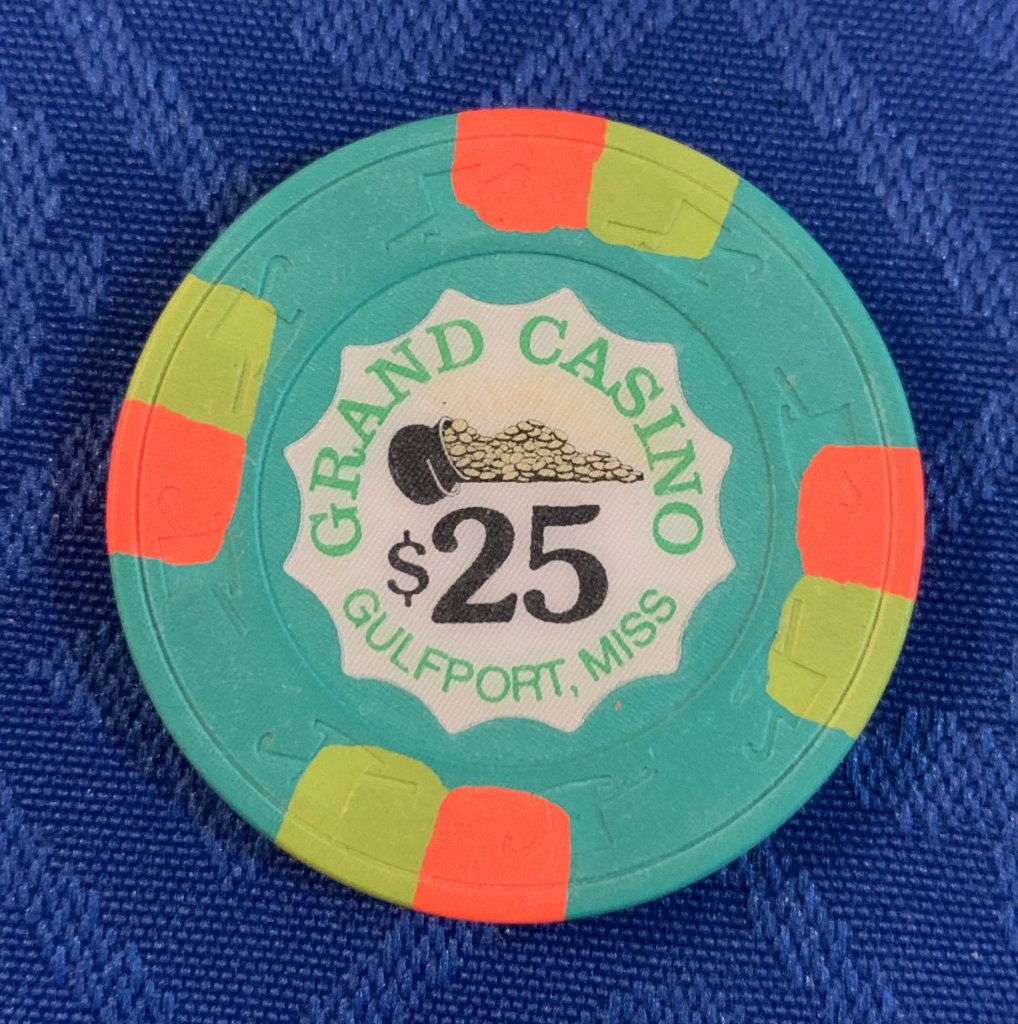 GRAND CASINO
$25
GULFPORT, MISS